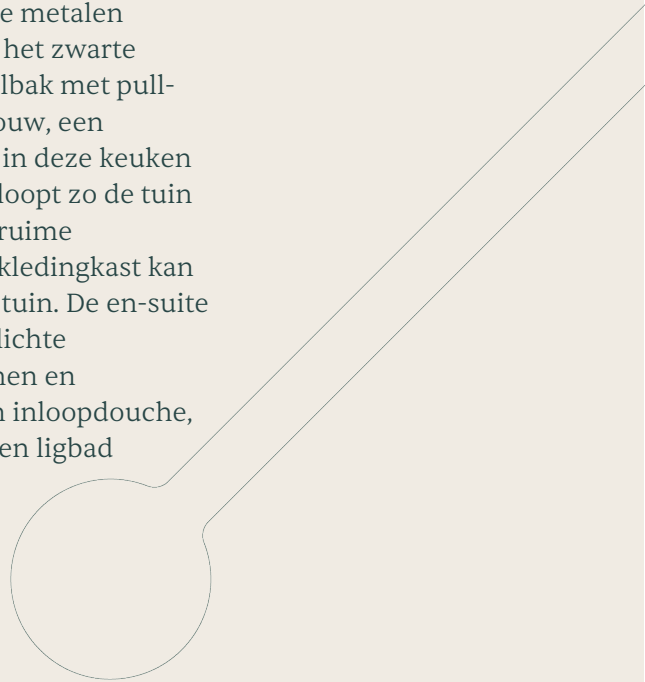 e metalen
het zwarte
lbak met pull-
ouw, een
in deze keuken
loopt zo de tuin
ruime
kledingkast kan
tuin. De en-suite
lichte
nen en
n inloopdouche,
en ligbad